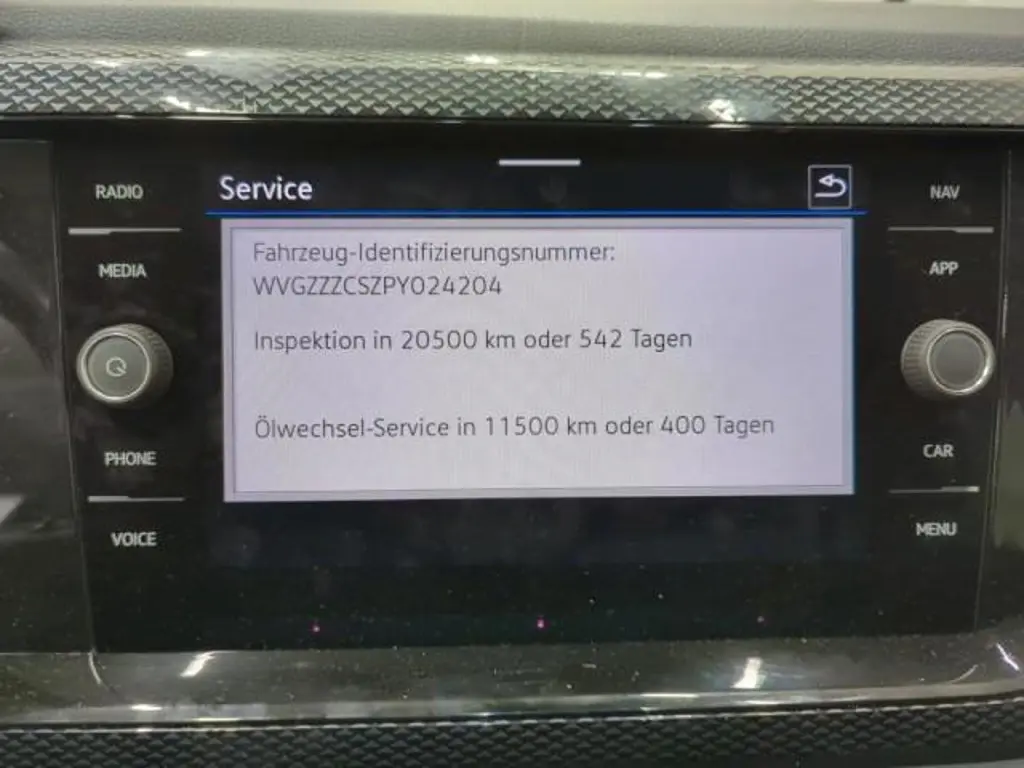 Service
RADIO
NAV
MEDIA
APP
PHONE
CAR
VOICE
MENU
Fahrzeug-Identifizierungsnummer:
WVGZZZCSZPY024204
Inspektion in 20500 km oder 542 Tagen
Ölwechsel-Service in 11500 km oder 400 Tagen